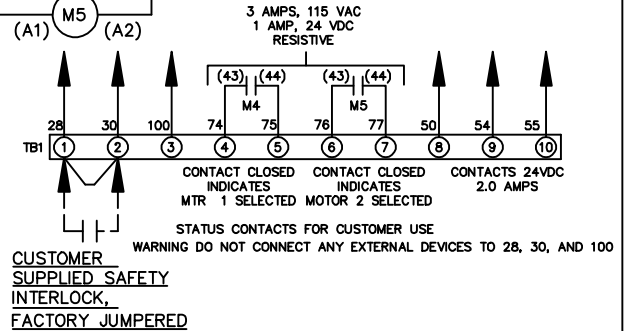 M5
(A1) (A2)
3 AMPS, 115 VAC
1 AMP, 24 VDC
RESISTIVE
(43) (44) (43) (44)
M4 M5
28 30 100 74 75 76 77 50 54 55
TB1 1 2 3 4 5 6 7 8 9 10
CONTACT CLOSED CONTACT CLOSED CONTACTS 24VDC
INDICATES INDICATES 2.0 AMPS
MTR 1 SELECTED MOTOR 2 SELECTED
STATUS CONTACTS FOR CUSTOMER USE
WARNING DO NOT CONNECT ANY EXTERNAL DEVICES TO 28, 30, AND 100
CUSTOMER
SUPPLIED SAFETY
INTERLOCK,
FACTORY JUMPERED